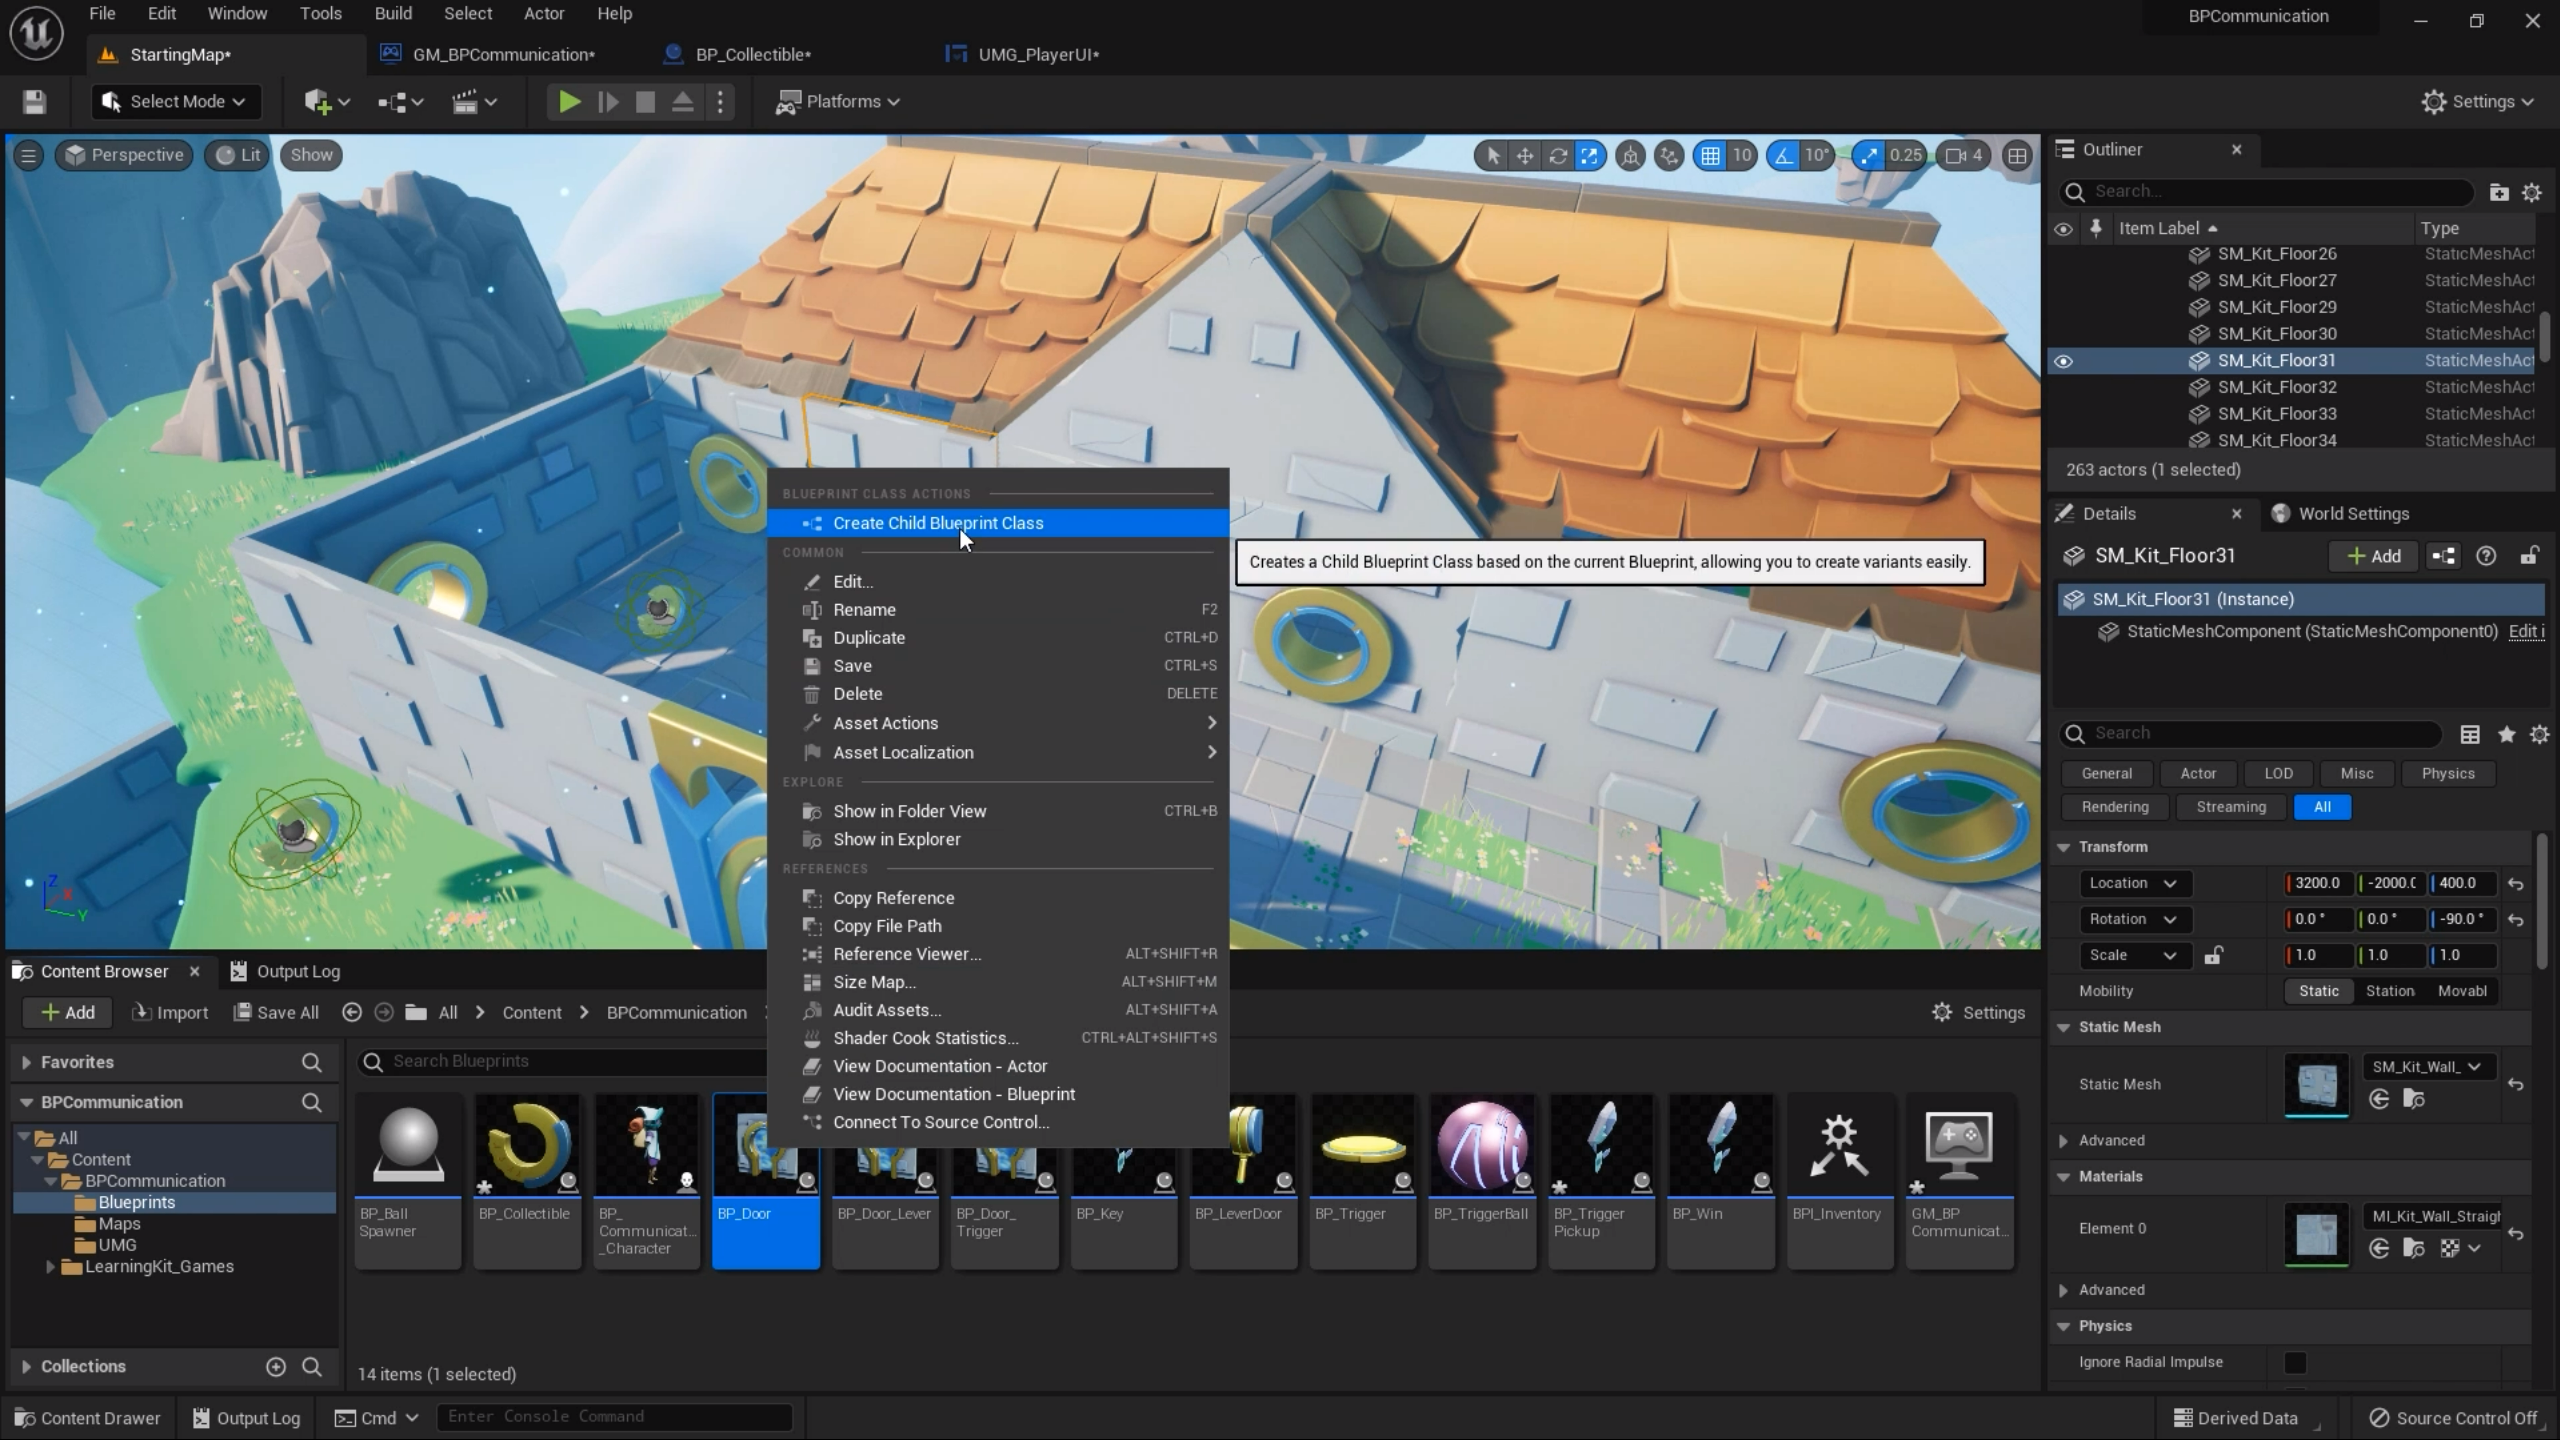 File Edit Window Tools Build Select Actor Help
BPCommunication
StartingMap*
GM_BPCommunication*
BP_Collectible*
UMG_PlayerUI*
Select Mode
Platforms
Settings
Perspective
Lit
Show
10
10°
0.25
4
Outliner
Search...
Item Label
Type
SM_Kit_Floor26 StaticMeshAct
SM_Kit_Floor27 StaticMeshAct
SM_Kit_Floor29 StaticMeshAct
SM_Kit_Floor30 StaticMeshAct
SM_Kit_Floor31 StaticMeshAct
SM_Kit_Floor32 StaticMeshAct
SM_Kit_Floor33 StaticMeshAct
SM_Kit_Floor34 StaticMeshAct
263 actors (1 selected)
Details
World Settings
SM_Kit_Floor31
Add
SM_Kit_Floor31 (Instance)
StaticMeshComponent (StaticMeshComponent0) Edit i
Search
General Actor LOD Misc Physics
Rendering Streaming All
Transform
Location 3200.0 -2000.( 400.0
Rotation 0.0 ° 0.0 ° -90.0 °
Scale 1.0 1.0 1.0
Mobility Static Station Movabl
Static Mesh
Static Mesh SM_Kit_Wall_
Advanced
Materials
Element 0 MI_Kit_Wall_Straigh
Advanced
Physics
Ignore Radial Impulse
BLUEPRINT CLASS ACTIONS
Create Child Blueprint Class
Creates a Child Blueprint Class based on the current Blueprint, allowing you to create variants easily.
COMMON
Edit...
Rename F2
Duplicate CTRL+D
Save CTRL+S
Delete DELETE
Asset Actions
Asset Localization
EXPLORE
Show in Folder View CTRL+B
Show in Explorer
REFERENCES
Copy Reference
Copy File Path
Reference Viewer... ALT+SHIFT+R
Size Map... ALT+SHIFT+M
Audit Assets... ALT+SHIFT+A
Shader Cook Statistics... CTRL+ALT+SHIFT+S
View Documentation - Actor
View Documentation - Blueprint
Connect To Source Control...
Z
X
Y
Content Browser
Output Log
Add
Import
Save All
All
Content
BPCommunication
Settings
Favorites
BPCommunication
All
Content
BPCommunication
Blueprints
Maps
UMG
LearningKit_Games
Collections
Search Blueprints
BP_Ball
Spawner
BP_Collectible
BP_
Communicat...
_Character
BP_Door
BP_Door_Lever
BP_Door_
Trigger
BP_Key
BP_LeverDoor
BP_Trigger
BP_TriggerBall
BP_Trigger
Pickup
BP_Win
BPI_Inventory
GM_BP
Communicat...
14 items (1 selected)
Content Drawer
Output Log
Cmd
Enter Console Command
Derived Data
Source Control Off